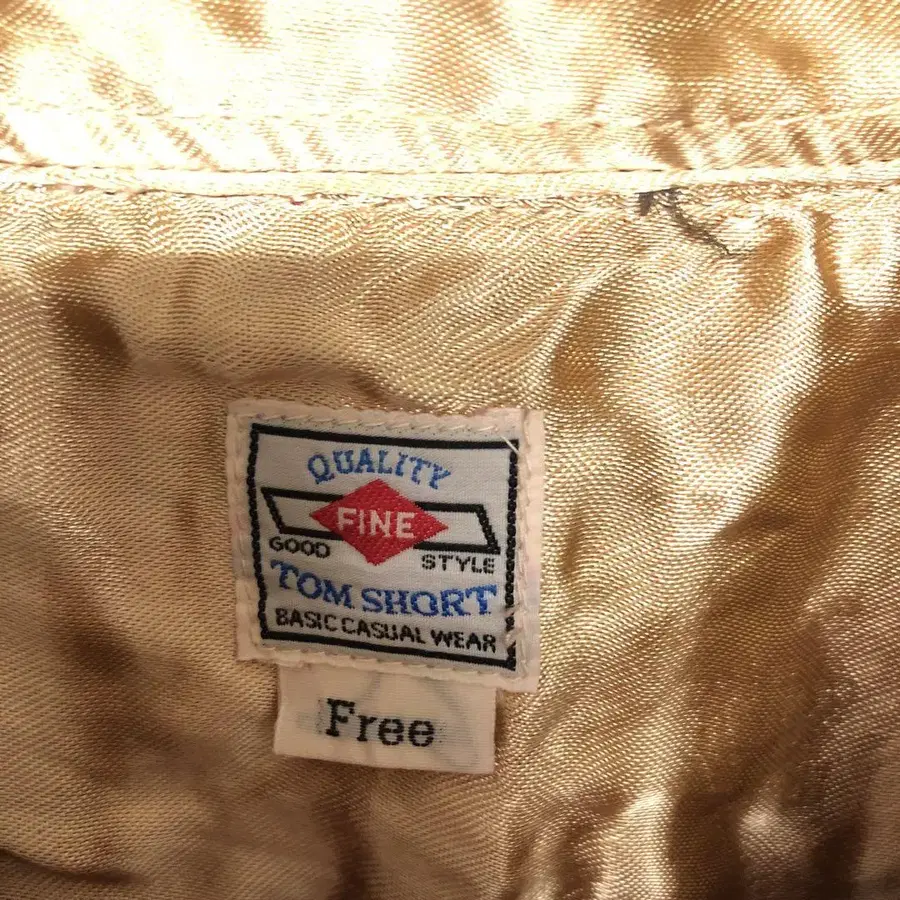 QUALITY
FINE
GOOD STYLE
TOM SHORT
BASIC CASUAL WEAR
Free